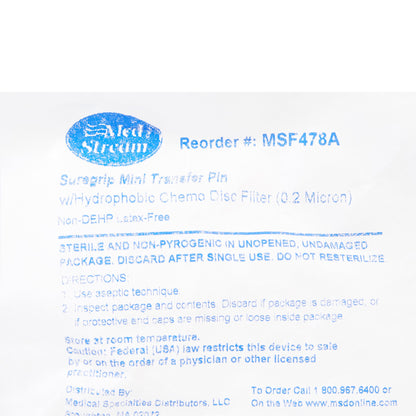 Med
Stream
Reorder #: MSF478A
Suregrip Mini Transfer Pin
w/Hydrophobic Chemo Disc Filter (0.2 Micron)
Non-DEHP Latex-Free
STERILE AND NON-PYROGENIC IN UNOPENED, UNDAMAGED
PACKAGE. DISCARD AFTER SINGLE USE. DO NOT RESTERILIZE.
DIRECTIONS:
1. Use aseptic technique:
2. Inspect package and contents. Discard if package is damaged, or
if protective end caps are missing or loose inside package.
Store at room temperature.
Caution: Federal (USA) law restricts this device to sale
by or on the order of a physician or other licensed
practitioner.
Distributed By:
Medical Specialties Distributors, LLC
Stoughton, MA 02072
To Order Call 1 800.967.6400 or
On the Web www.msdonline.com